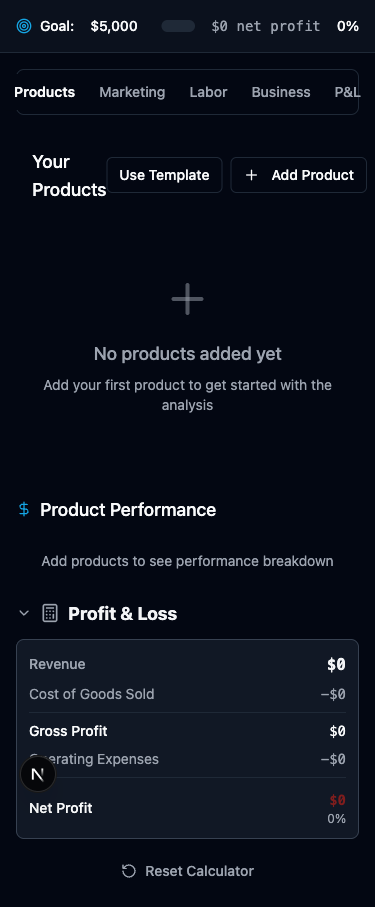 Goal: $5,000 $0 net profit 0%
Products Marketing Labor Business P&L
Your
Products
Use Template
Add Product
No products added yet
Add your first product to get started with the
analysis
Product Performance
Add products to see performance breakdown
Profit & Loss
Revenue $0
Cost of Goods Sold −$0
Gross Profit $0
Operating Expenses −$0
N
Net Profit $0
0%
Reset Calculator